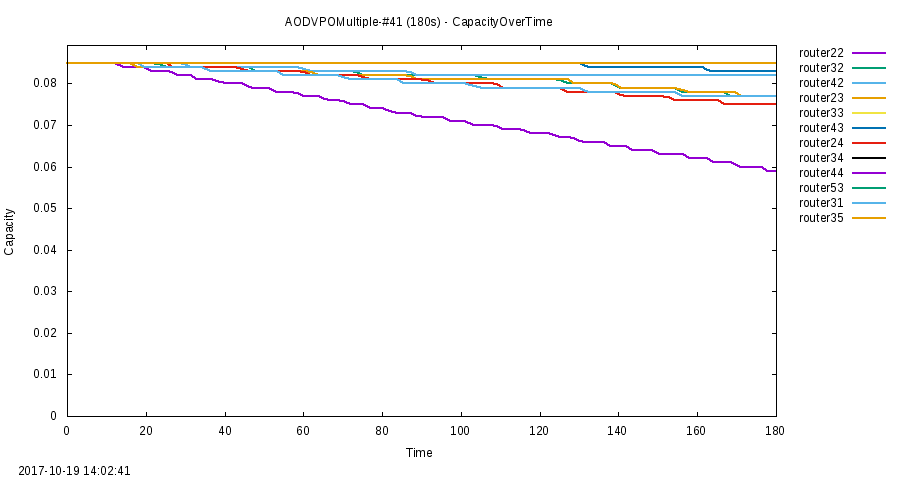 AODVPOMultiple-#41 (180s) - CapacityOverTime
router22
router32
router42
router23
router33
router43
router24
router34
router44
router53
router31
router35
Capacity
0.08
0.07
0.06
0.05
0.04
0.03
0.02
0.01
0
0 20 40 60 80 100 120 140 160 180
Time
2017-10-19 14:02:41